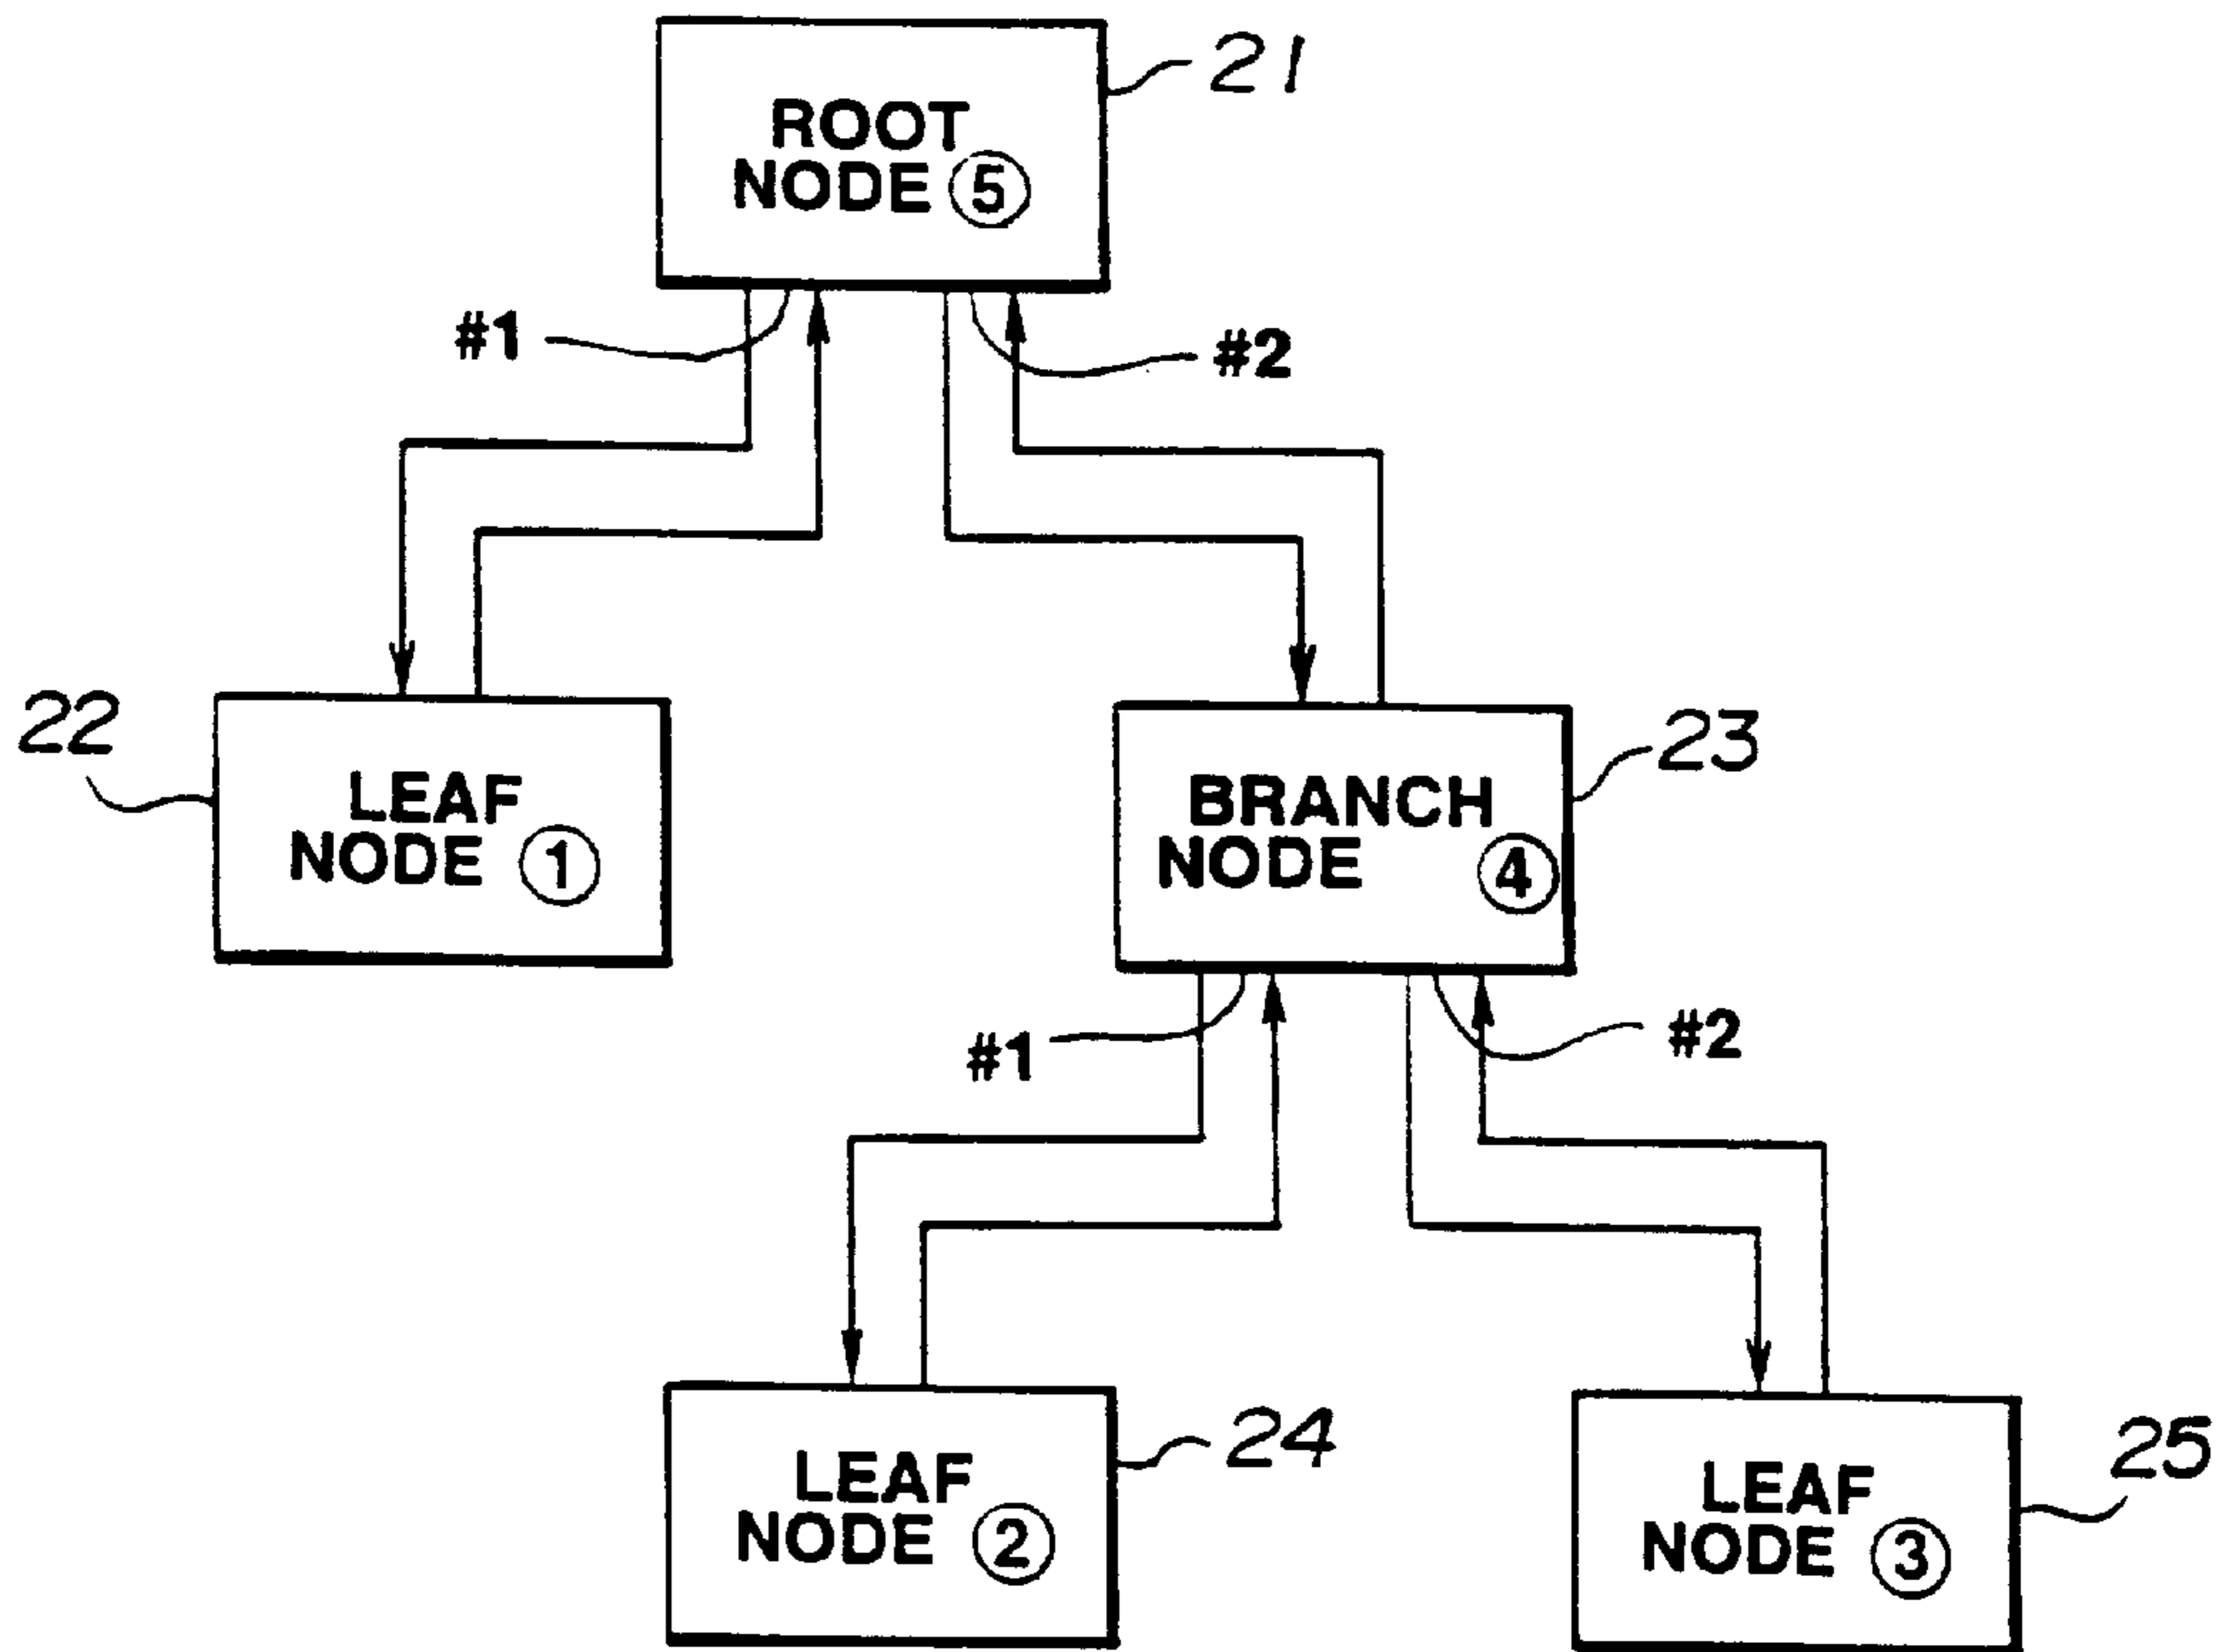 ROOT
NODE ⑤
21
#1
#2
22
LEAF
NODE ①
BRANCH
NODE ④
23
#1
#2
LEAF
NODE ②
24
LEAF
NODE ③
25